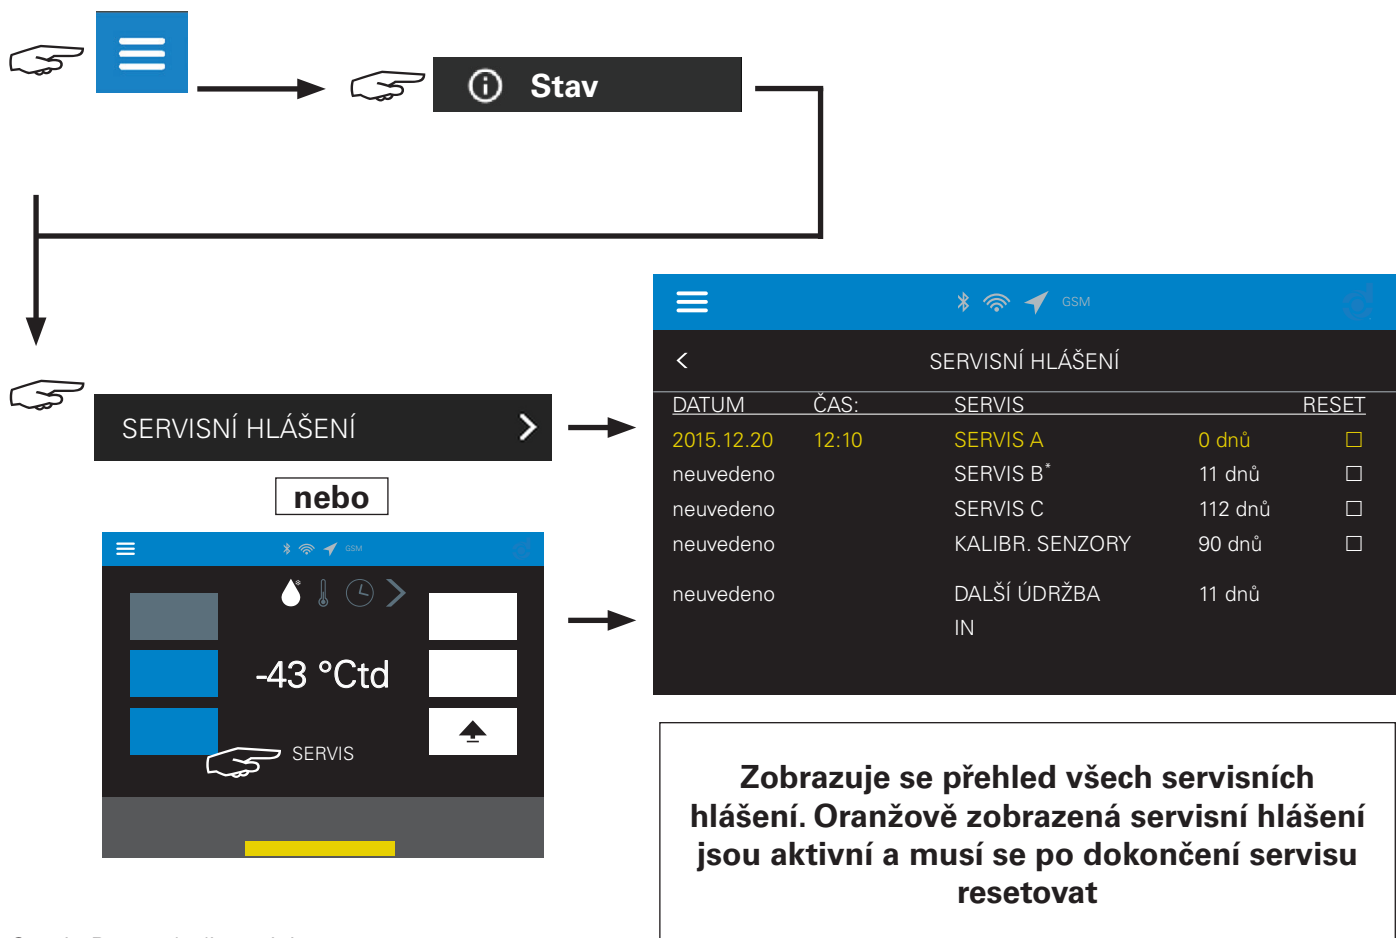 Stav
SERVISNÍ HLÁŠENÍ
nebo
GSM
-43 °Ctd
SERVIS
GSM
SERVISNÍ HLÁŠENÍ
DATUM ČAS: SERVIS RESET
2015.12.20 12:10 SERVIS A 0 dnů
neuvedeno SERVIS B* 11 dnů
neuvedeno SERVIS C 112 dnů
neuvedeno KALIBR. SENZORY 90 dnů
neuvedeno DALŠÍ ÚDRŽBA 11 dnů
IN
Zobrazuje se přehled všech servisních
hlášení. Oranžově zobrazená servisní hlášení
jsou aktivní a musí se po dokončení servisu
resetovat